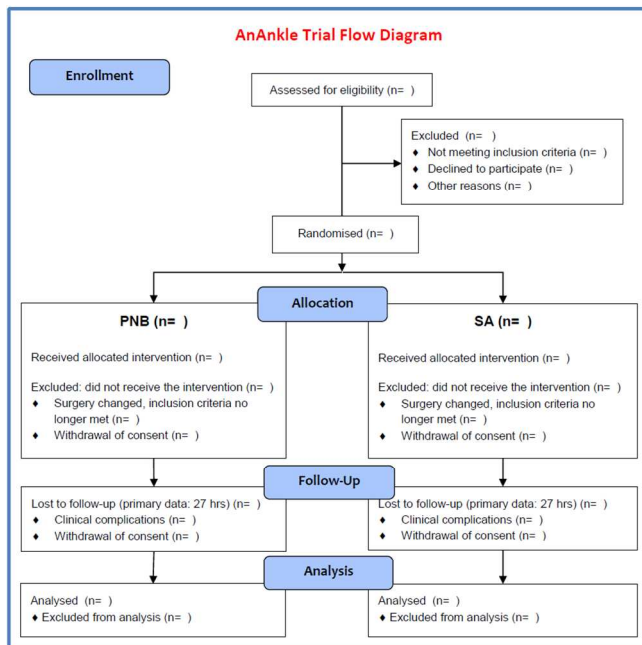 AnAnkle Trial Flow Diagram
Enrollment
Assessed for eligibility (n= )
Excluded (n= )
♦ Not meeting inclusion criteria (n= )
♦ Declined to participate (n= )
♦ Other reasons (n= )
Randomised (n= )
Allocation
PNB (n= )
Received allocated intervention (n= )
Excluded: did not receive the intervention (n= )
♦ Surgery changed, inclusion criteria no
longer met (n= )
♦ Withdrawal of consent (n= )
SA (n= )
Received allocated intervention (n= )
Excluded: did not receive the intervention (n= )
♦ Surgery changed, inclusion criteria no
longer met (n= )
♦ Withdrawal of consent (n= )
Follow-Up
Lost to follow-up (primary data: 27 hrs) (n= )
♦ Clinical complications (n= )
♦ Withdrawal of consent (n= )
Lost to follow-up (primary data: 27 hrs) (n= )
♦ Clinical complications (n= )
♦ Withdrawal of consent (n= )
Analysis
Analysed (n= )
♦ Excluded from analysis (n= )
Analysed (n= )
♦ Excluded from analysis (n= )